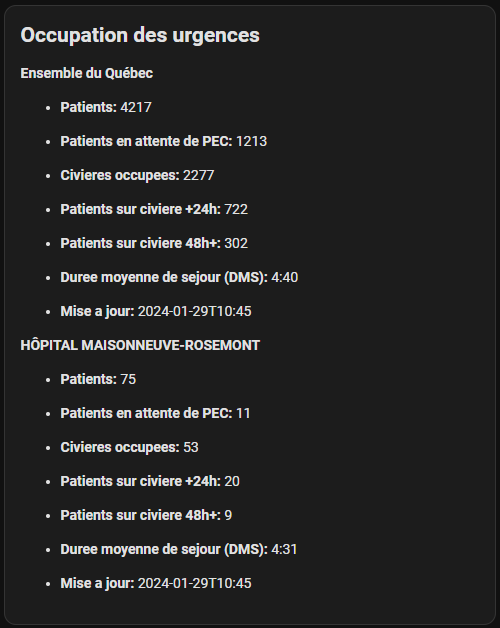 Occupation des urgences
Ensemble du Québec
• Patients: 4217
• Patients en attente de PEC: 1213
• Civieres occupees: 2277
• Patients sur civiere +24h: 722
• Patients sur civiere 48h+: 302
• Duree moyenne de sejour (DMS): 4:40
• Mise a jour: 2024-01-29T10:45
HÔPITAL MAISONNEUVE-ROSEMONT
• Patients: 75
• Patients en attente de PEC: 11
• Civieres occupees: 53
• Patients sur civiere +24h: 20
• Patients sur civiere 48h+: 9
• Duree moyenne de sejour (DMS): 4:31
• Mise a jour: 2024-01-29T10:45